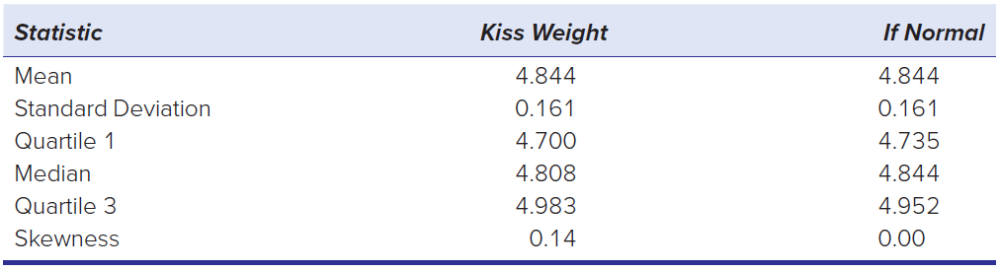 Statistic Kiss Weight If Normal
Mean 4.844 4.844
Standard Deviation 0.161 0.161
Quartile 1 4.700 4.735
Median 4.808 4.844
Quartile 3 4.983 4.952
Skewness 0.14 0.00